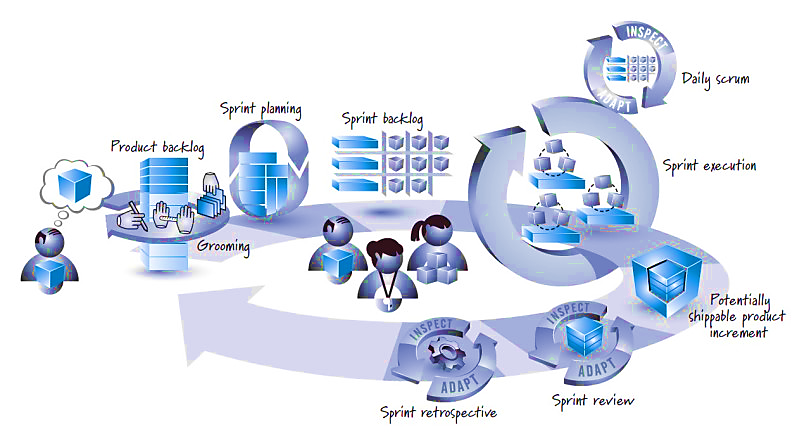 INSPECT
ADAPT
Daily scrum
Sprint planning
Sprint backlog
Product backlog
Sprint execution
Grooming
Potentially
shippable product
increment
INSPECT
ADAPT
Sprint retrospective
INSPECT
ADAPT
Sprint review